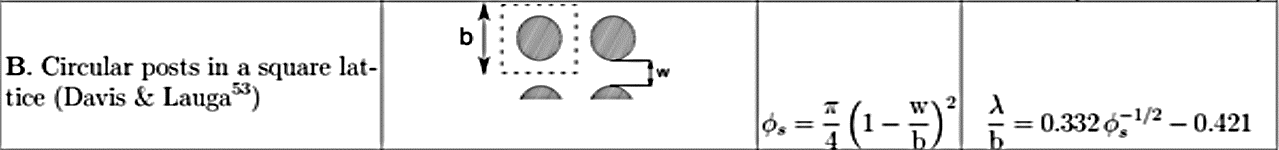 b
w
B. Circular posts in a square lat-
tice (Davis & Lauga⁵³)
ϕₛ = π/4 (1 − w/b)²
λ/b = 0.332 ϕₛ^(−1/2) − 0.421